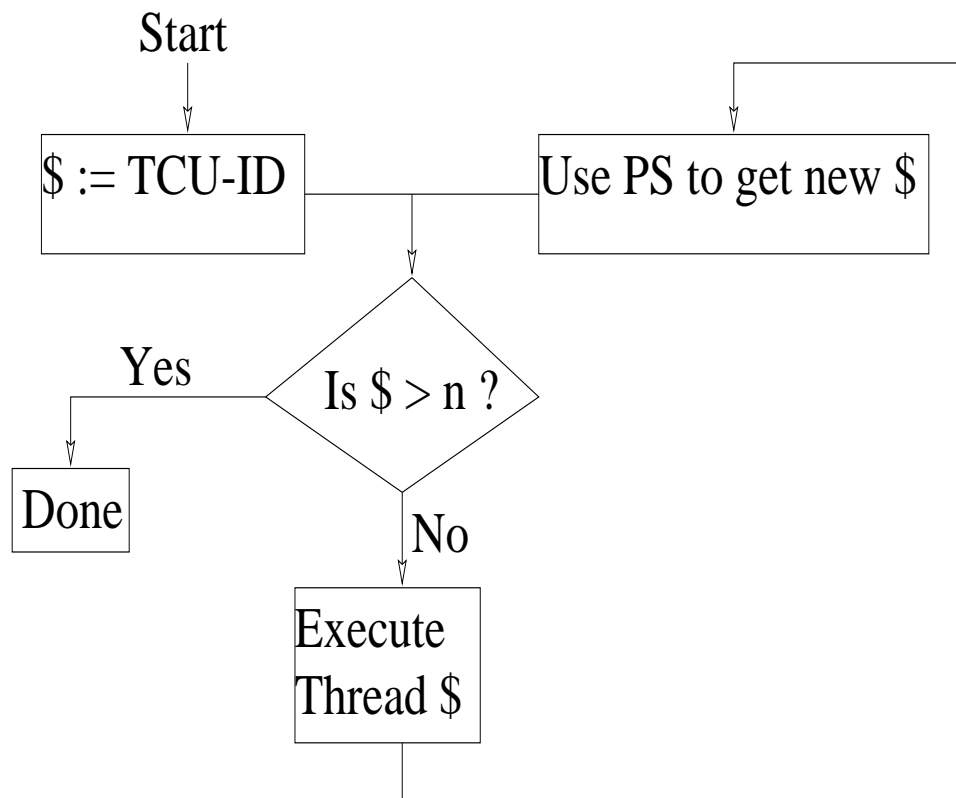 Start
$ := TCU-ID
Use PS to get new $
Is $ > n ?
Yes
Done
No
Execute
Thread $